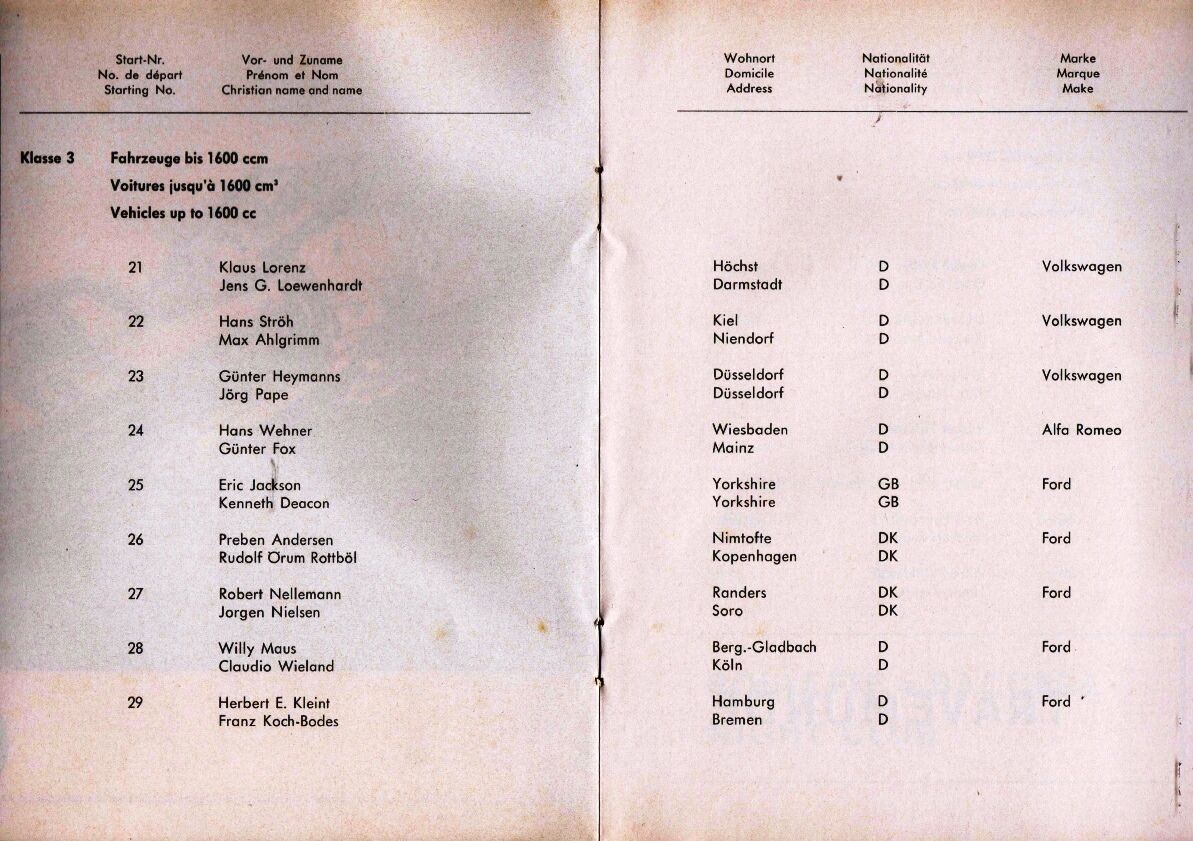 Start-Nr. Vor- und Zuname Wohnort Nationalität Marke
No. de départ Prénom et Nom Domicile Nationalité Marque
Starting No. Christian name and name Address Nationality Make
Klasse 3 Fahrzeuge bis 1600 ccm
Voitures jusqu'à 1600 cm³
Vehicles up to 1600 cc
21 Klaus Lorenz Höchst D Volkswagen
Jens G. Loewenhardt Darmstadt D
22 Hans Ströh Kiel D Volkswagen
Max Ahlgrimm Niendorf D
23 Günter Heymanns Düsseldorf D Volkswagen
Jörg Pape Düsseldorf D
24 Hans Wehner Wiesbaden D Alfa Romeo
Günter Fox Mainz D
25 Eric Jackson Yorkshire GB Ford
Kenneth Deacon Yorkshire GB
26 Preben Andersen Nimtofte DK Ford
Rudolf Örum Rottböl Kopenhagen DK
27 Robert Nellemann Randers DK Ford
Jorgen Nielsen Soro DK
28 Willy Maus Berg.-Gladbach D Ford
Claudio Wieland Köln D
29 Herbert E. Kleint Hamburg D Ford
Franz Koch-Bodes Bremen D